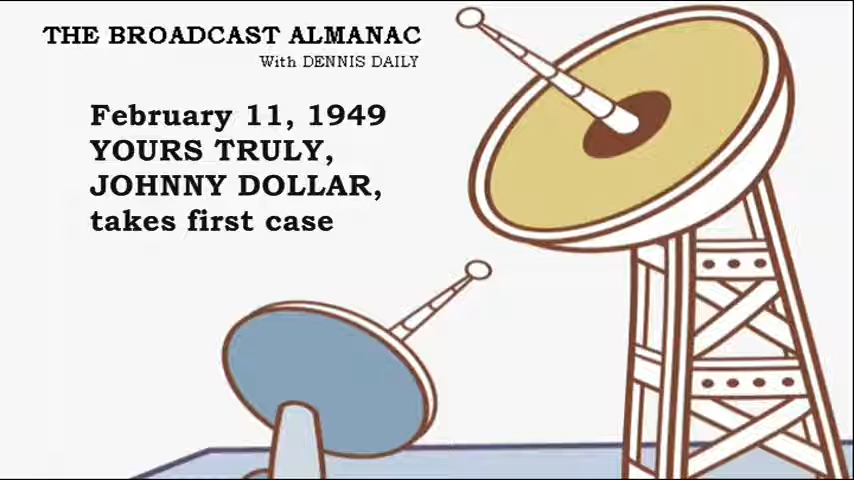 THE BROADCAST ALMANAC
With DENNIS DAILY
February 11, 1949
YOURS TRULY,
JOHNNY DOLLAR,
takes first case